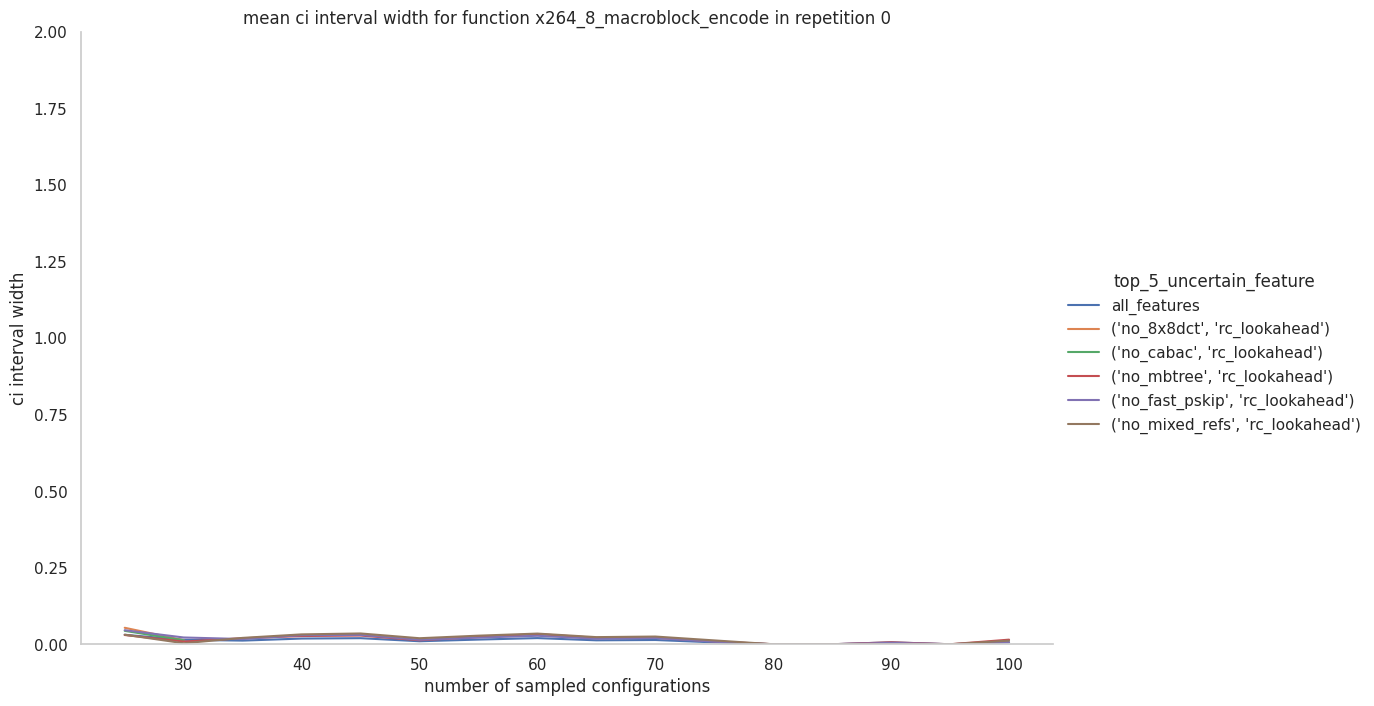 mean ci interval width for function x264_8_macroblock_encode in repetition 0
2.00
1.75
1.50
1.25
1.00
0.75
0.50
0.25
0.00
ci interval width
30 40 50 60 70 80 90 100
number of sampled configurations
top_5_uncertain_feature
all_features
('no_8x8dct', 'rc_lookahead')
('no_cabac', 'rc_lookahead')
('no_mbtree', 'rc_lookahead')
('no_fast_pskip', 'rc_lookahead')
('no_mixed_refs', 'rc_lookahead')